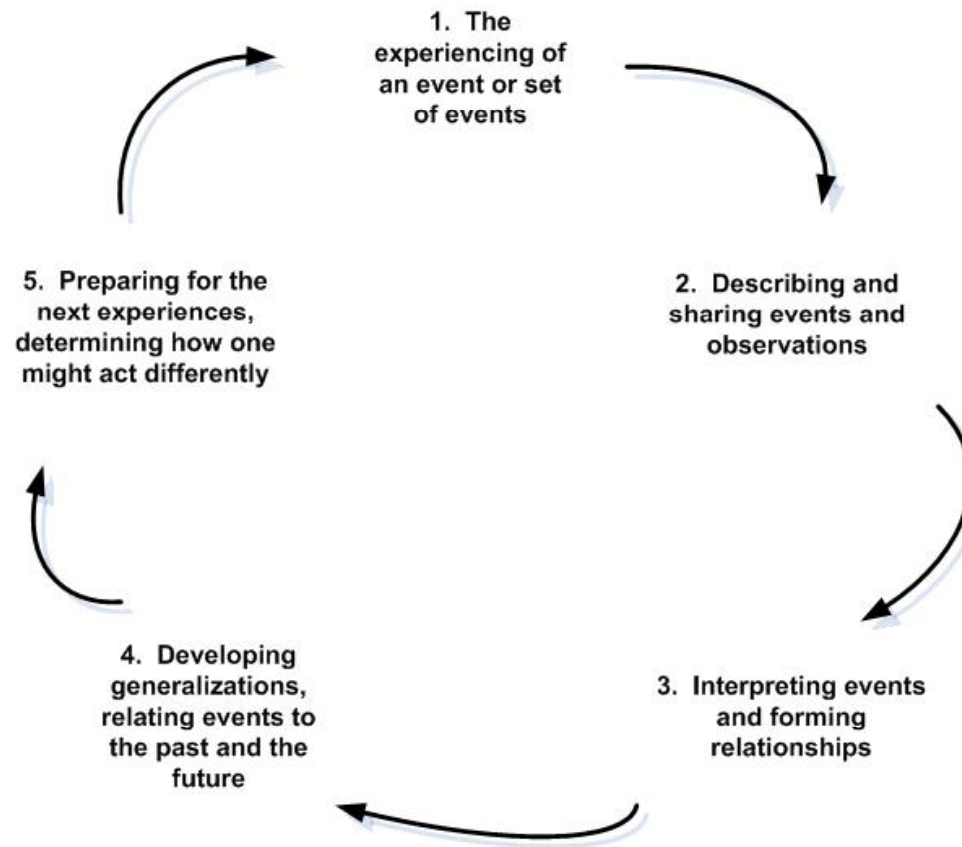 1. The
experiencing of
an event or set
of events
2. Describing and
sharing events and
observations
3. Interpreting events
and forming
relationships
4. Developing
generalizations,
relating events to
the past and the
future
5. Preparing for the
next experiences,
determining how one
might act differently